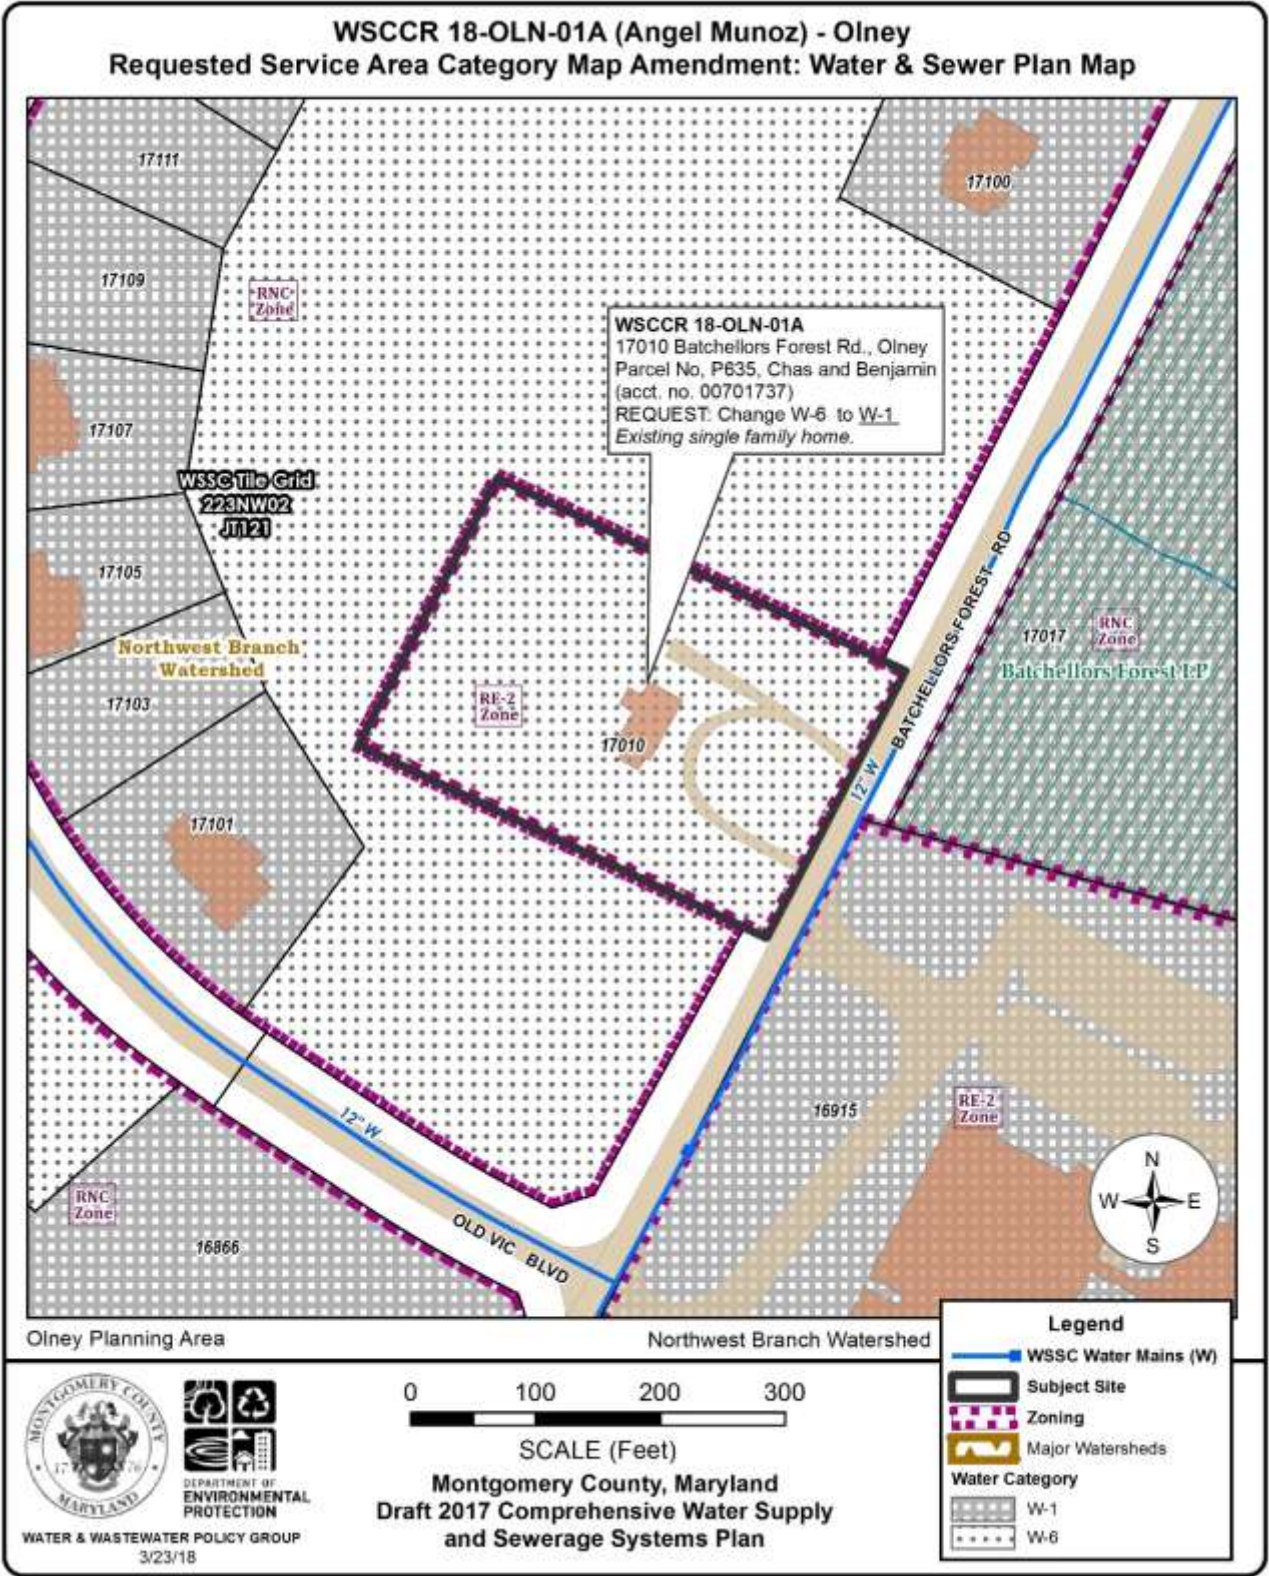 WSCCR 18-OLN-01A (Angel Munoz) - Olney
Requested Service Area Category Map Amendment: Water & Sewer Plan Map
17111
17100
17109
RNC
Zone
WSCCR 18-OLN-01A
17010 Batchellors Forest Rd., Olney
Parcel No, P635, Chas and Benjamin
(acct. no. 00701737)
REQUEST: Change W-6 to W-1
Existing single family home.
17107
WSSC Tile Grid
223NW02
JT121
BATCHELLORS FOREST RD
17105
17017
RNC
Zone
Northwest Branch
Watershed
Batchellors Forest LP
17103
RE-2
Zone
17010
12" W
17101
16915
RE-2
Zone
12" W
RNC
Zone
OLD VIC BLVD
16866
N
W E
S
Olney Planning Area
Northwest Branch Watershed
Legend
WSSC Water Mains (W)
Subject Site
Zoning
Major Watersheds
Water Category
W-1
W-6
MONTGOMERY COUNTY
17 76
MARYLAND
DEPARTMENT OF
ENVIRONMENTAL
PROTECTION
WATER & WASTEWATER POLICY GROUP
3/23/18
0 100 200 300
SCALE (Feet)
Montgomery County, Maryland
Draft 2017 Comprehensive Water Supply
and Sewerage Systems Plan